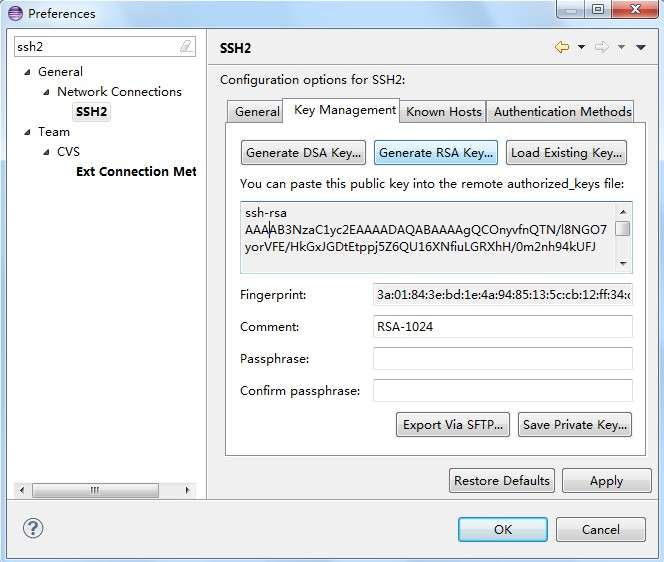 Preferences
ssh2
General
Network Connections
SSH2
Team
CVS
Ext Connection Met
SSH2
Configuration options for SSH2:
General Key Management Known Hosts Authentication Methods
Generate DSA Key... Generate RSA Key... Load Existing Key...
You can paste this public key into the remote authorized_keys file:
ssh-rsa
AAAAB3NzaC1yc2EAAAADAQABAAAAgQCOnyvfnQTN/l8NGO7
yorVFE/HkGxJGDtEtppj5Z6QU16XNfiuLGRXhH/0m2nh94kUFJ
Fingerprint: 3a:01:84:3e:bd:1e:4a:94:85:13:5c:cb:12:ff:34:
Comment: RSA-1024
Passphrase:
Confirm passphrase:
Export Via SFTP... Save Private Key...
Restore Defaults Apply
? OK Cancel